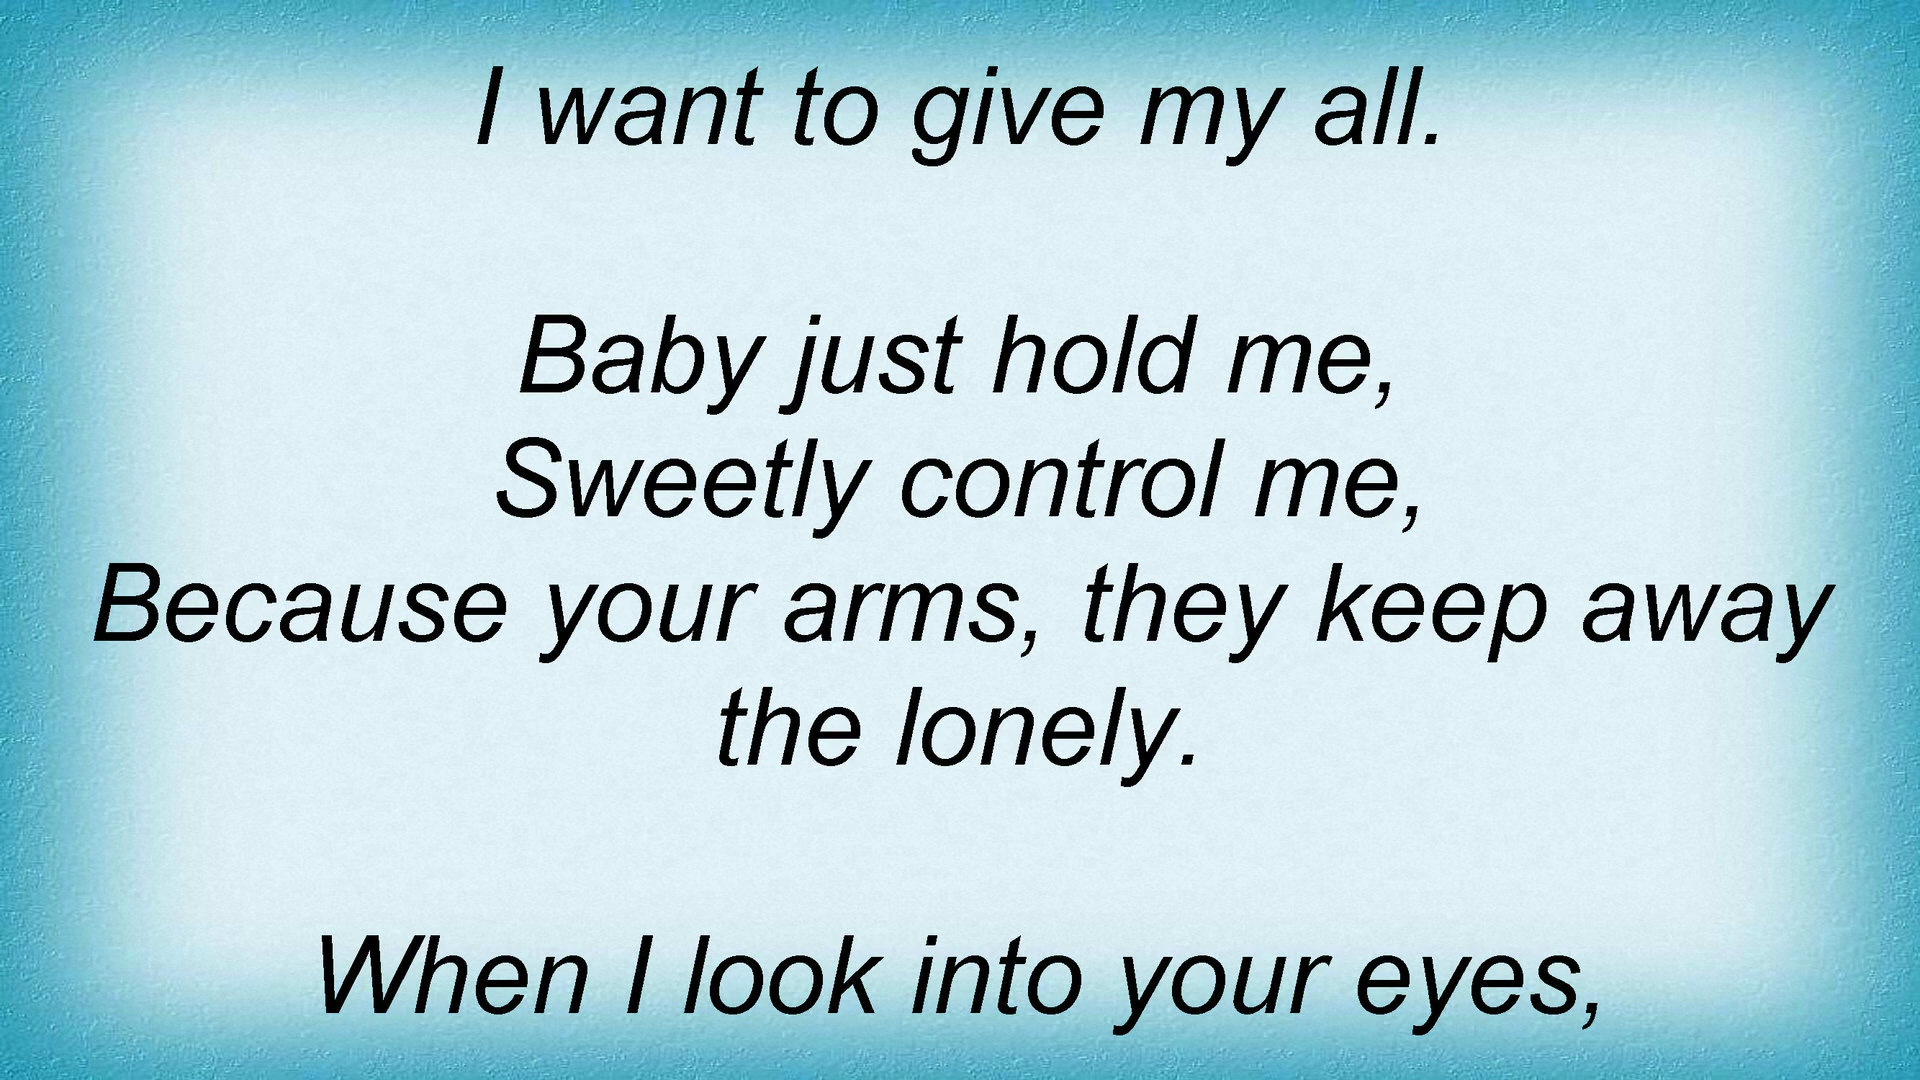 I want to give my all.
Baby just hold me,
Sweetly control me,
Because your arms, they keep away
the lonely.
When I look into your eyes,